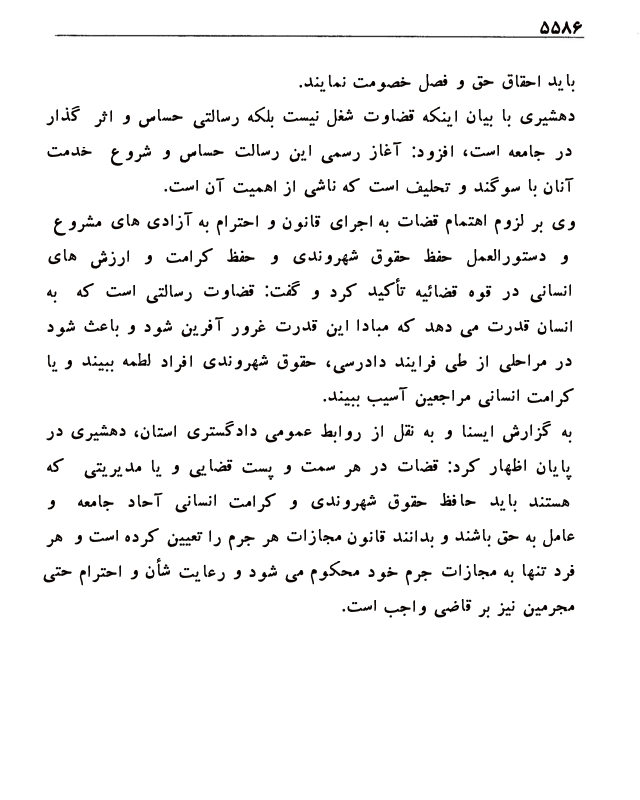 ۵۵۸۶
باید احقاق حق و فصل خصومت نمایند.
دهشیری با بیان اینکه قضاوت شغل نیست بلکه رسالتی حساس و اثر گذار
در جامعه است، افزود: آغاز رسمی این رسالت حساس و شروع خدمت
آنان با سوگند و تحلیف است که ناشی از اهمیت آن است.
وی بر لزوم اهتمام قضات به اجرای قانون و احترام به آزادی های مشروع
و دستورالعمل حفظ حقوق شهروندی و حفظ کرامت و ارزش های
انسانی در قوه قضائیه تأکید کرد و گفت: قضاوت رسالتی است که به
انسان قدرت می دهد که مبادا این قدرت غرور آفرین شود و باعث شود
در مراحلی از طی فرایند دادرسی، حقوق شهروندی افراد لطمه ببیند و یا
کرامت انسانی مراجعین آسیب ببیند.
به گزارش ایسنا و به نقل از روابط عمومی دادگستری استان، دهشیری در
پایان اظهار کرد: قضات در هر سمت و پست قضایی و یا مدیریتی که
هستند باید حافظ حقوق شهروندی و کرامت انسانی آحاد جامعه و
عامل به حق باشند و بدانند قانون مجازات هر جرم را تعیین کرده است و هر
فرد تنها به مجازات جرم خود محکوم می شود و رعایت شأن و احترام حتی
مجرمین نیز بر قاضی واجب است.